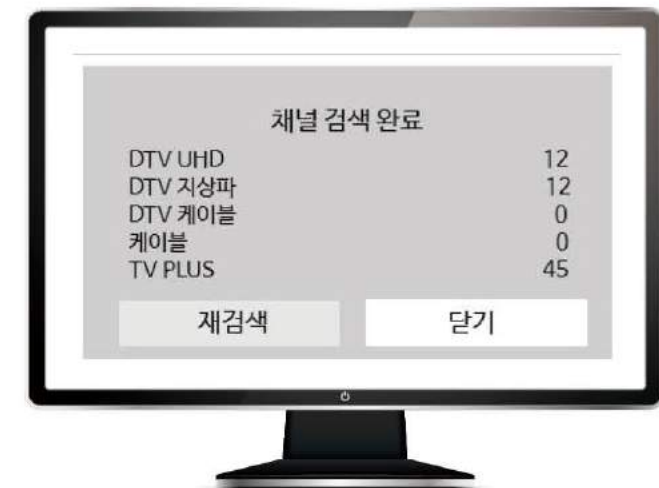 채널 검색 완료
DTV UHD 12
DTV 지상파 12
DTV 케이블 0
케이블 0
TV PLUS 45
재검색 닫기